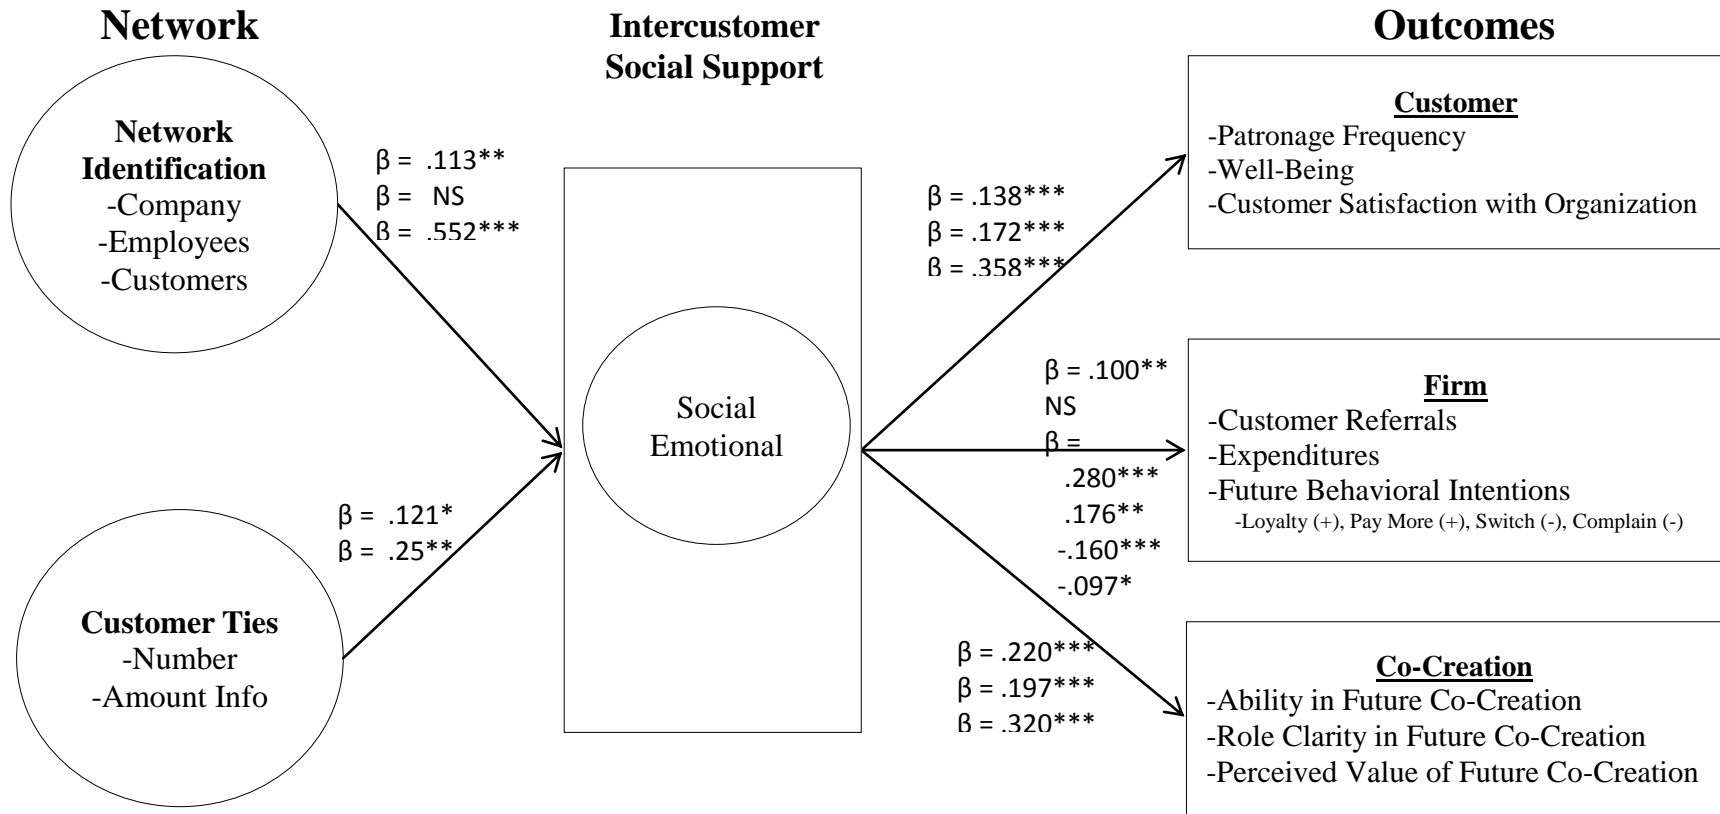 Network
Intercustomer
Social Support
Outcomes
Network
Identification
-Company
-Employees
-Customers
β = .113**
β = NS
β = .552***
Customer Ties
-Number
-Amount Info
β = .121*
β = .25**
Social
Emotional
β = .138***
β = .172***
β = .358***
β = .100**
NS
β =
.280***
.176**
-.160***
-.097*
β = .220***
β = .197***
β = .320***
Customer
-Patronage Frequency
-Well-Being
-Customer Satisfaction with Organization
Firm
-Customer Referrals
-Expenditures
-Future Behavioral Intentions
-Loyalty (+), Pay More (+), Switch (-), Complain (-)
Co-Creation
-Ability in Future Co-Creation
-Role Clarity in Future Co-Creation
-Perceived Value of Future Co-Creation